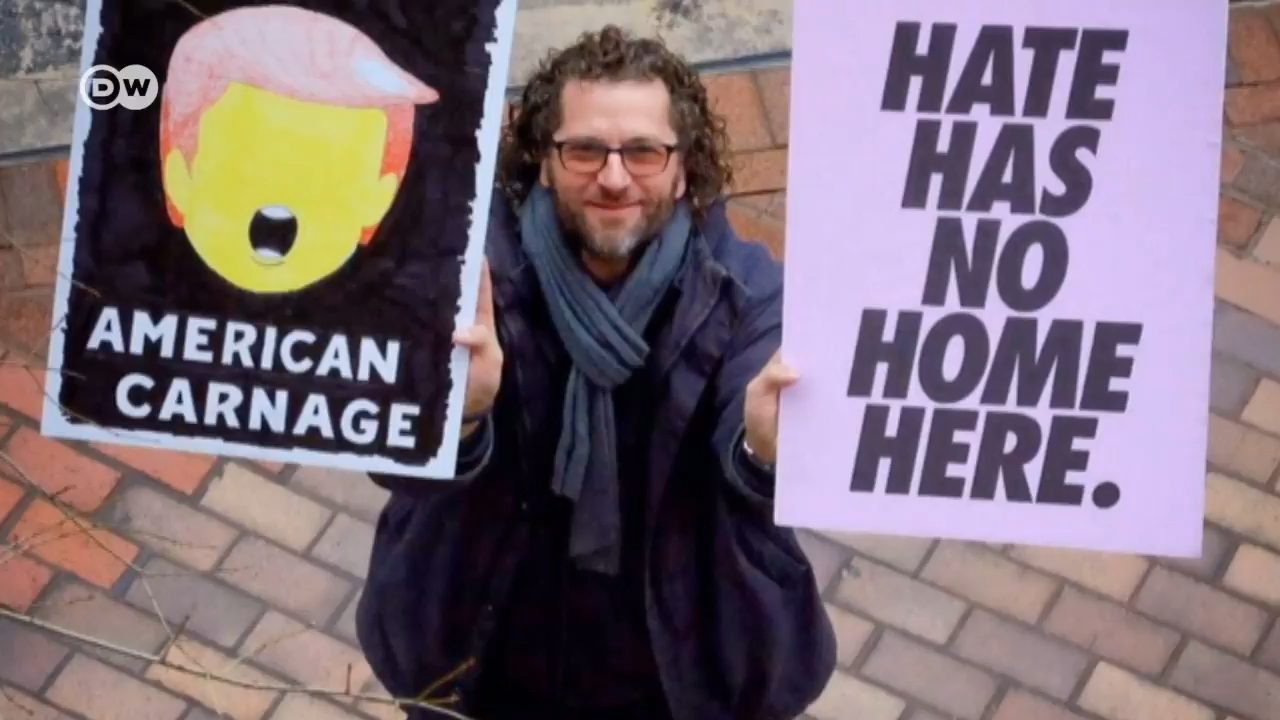 DW
AMERICAN
CARNAGE
HATE
HAS
NO
HOME
HERE.